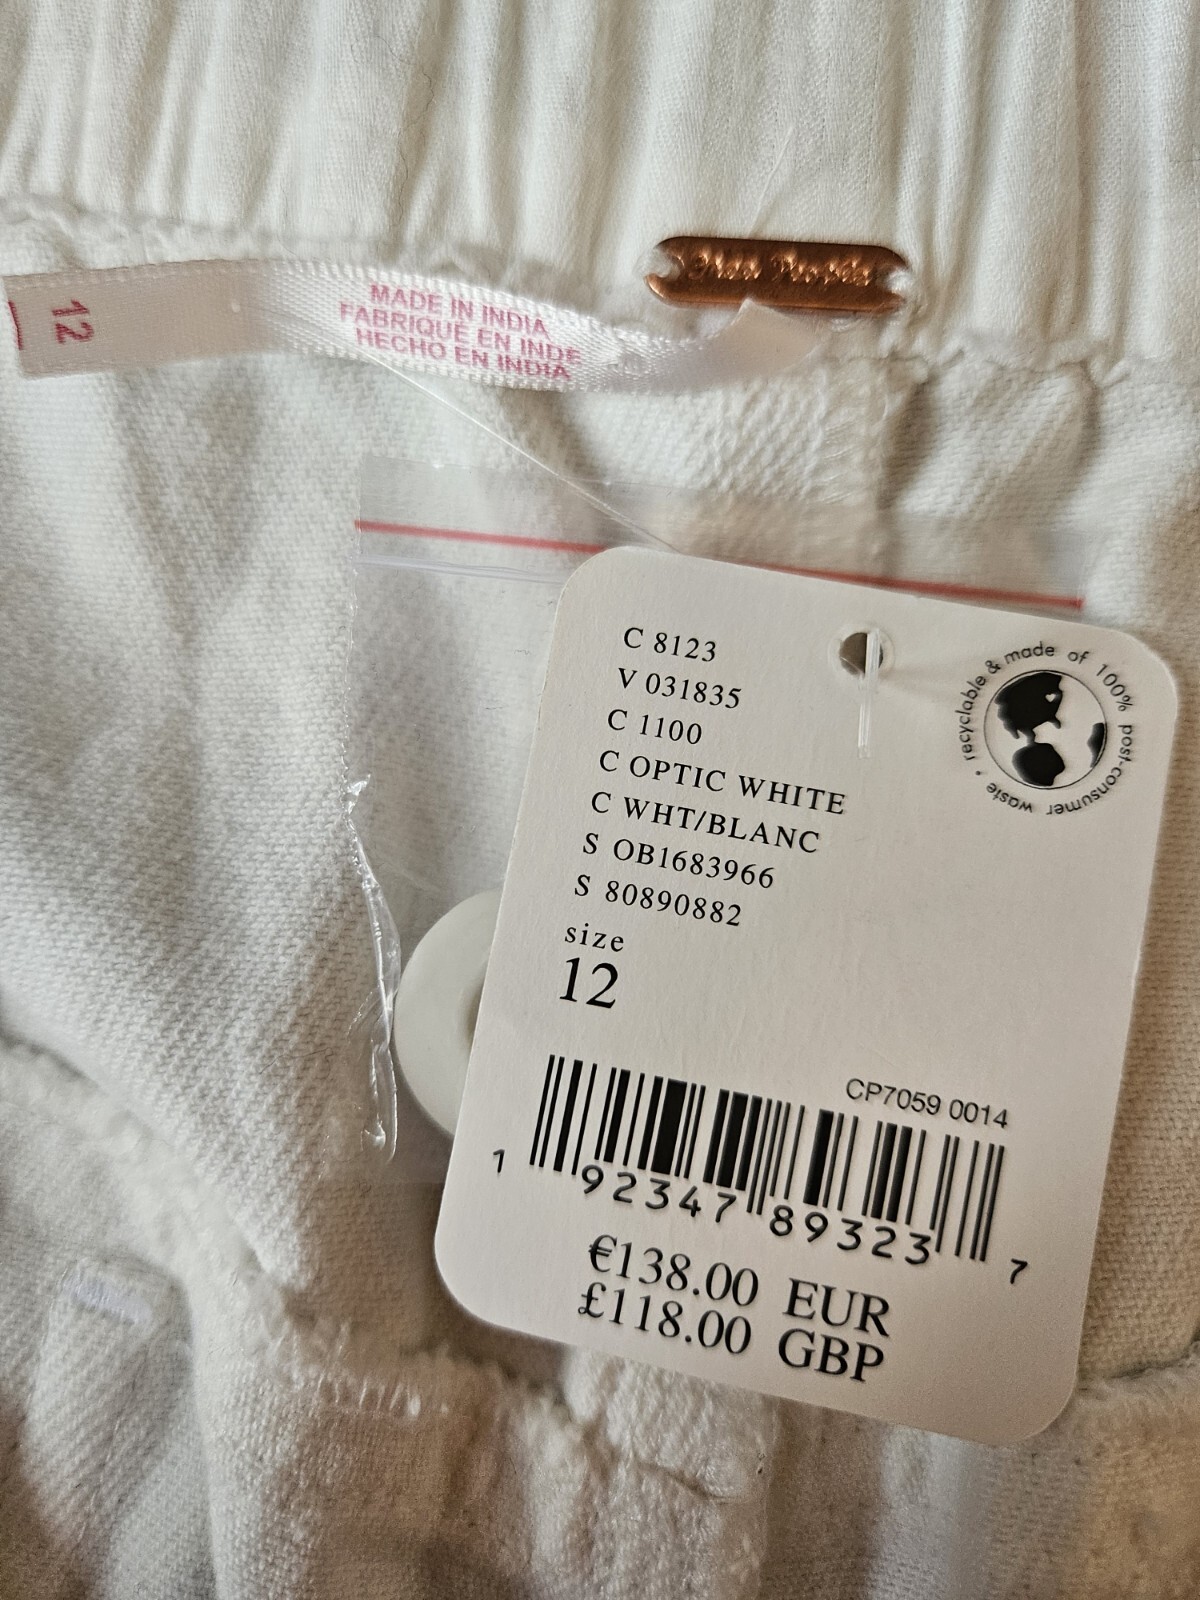 Free People
12
MADE IN INDIA
FABRIQUÉ EN INDE
HECHO EN INDIA
C 8123
V 031835
C 1100
C OPTIC WHITE
C WHT/BLANC
S OB1683966
S 80890882
size
12
recyclable & made of 100% post-consumer waste •
CP7059 0014
1 92347 89323 7
€138.00 EUR
£118.00 GBP